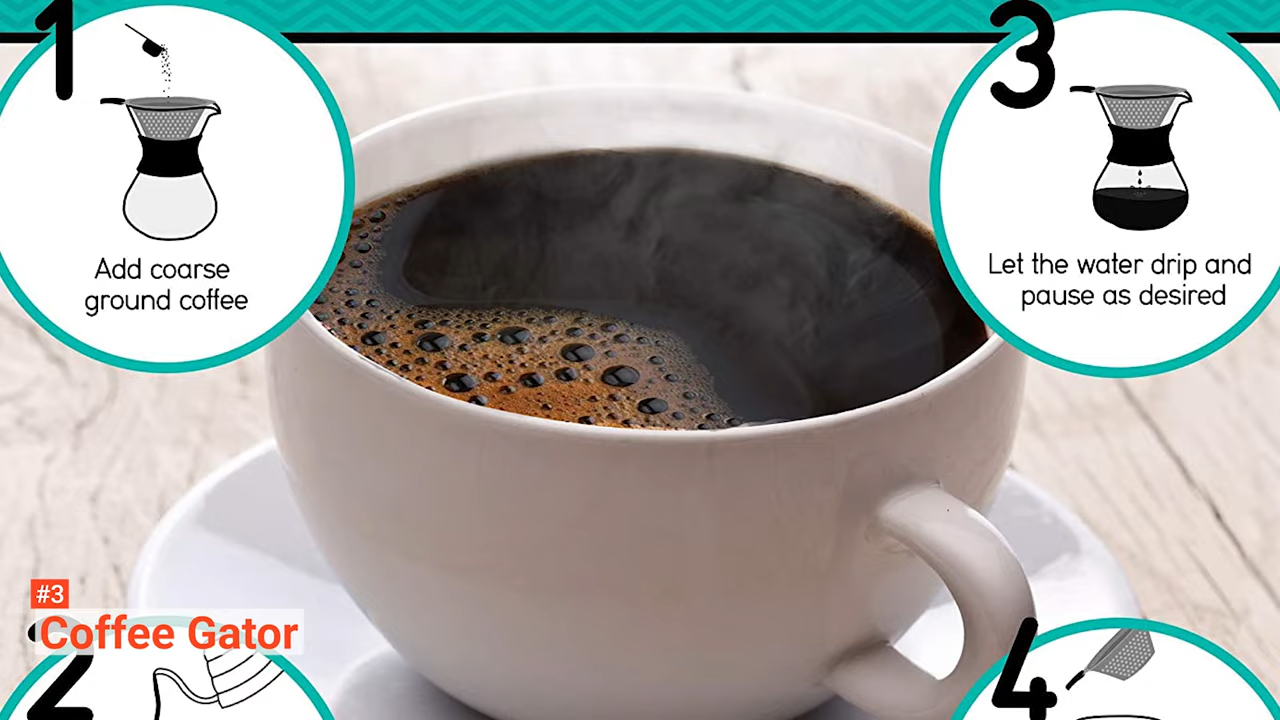 1
Add coarse
ground coffee
3
Let the water drip and
pause as desired
#3
Coffee Gator
2
4